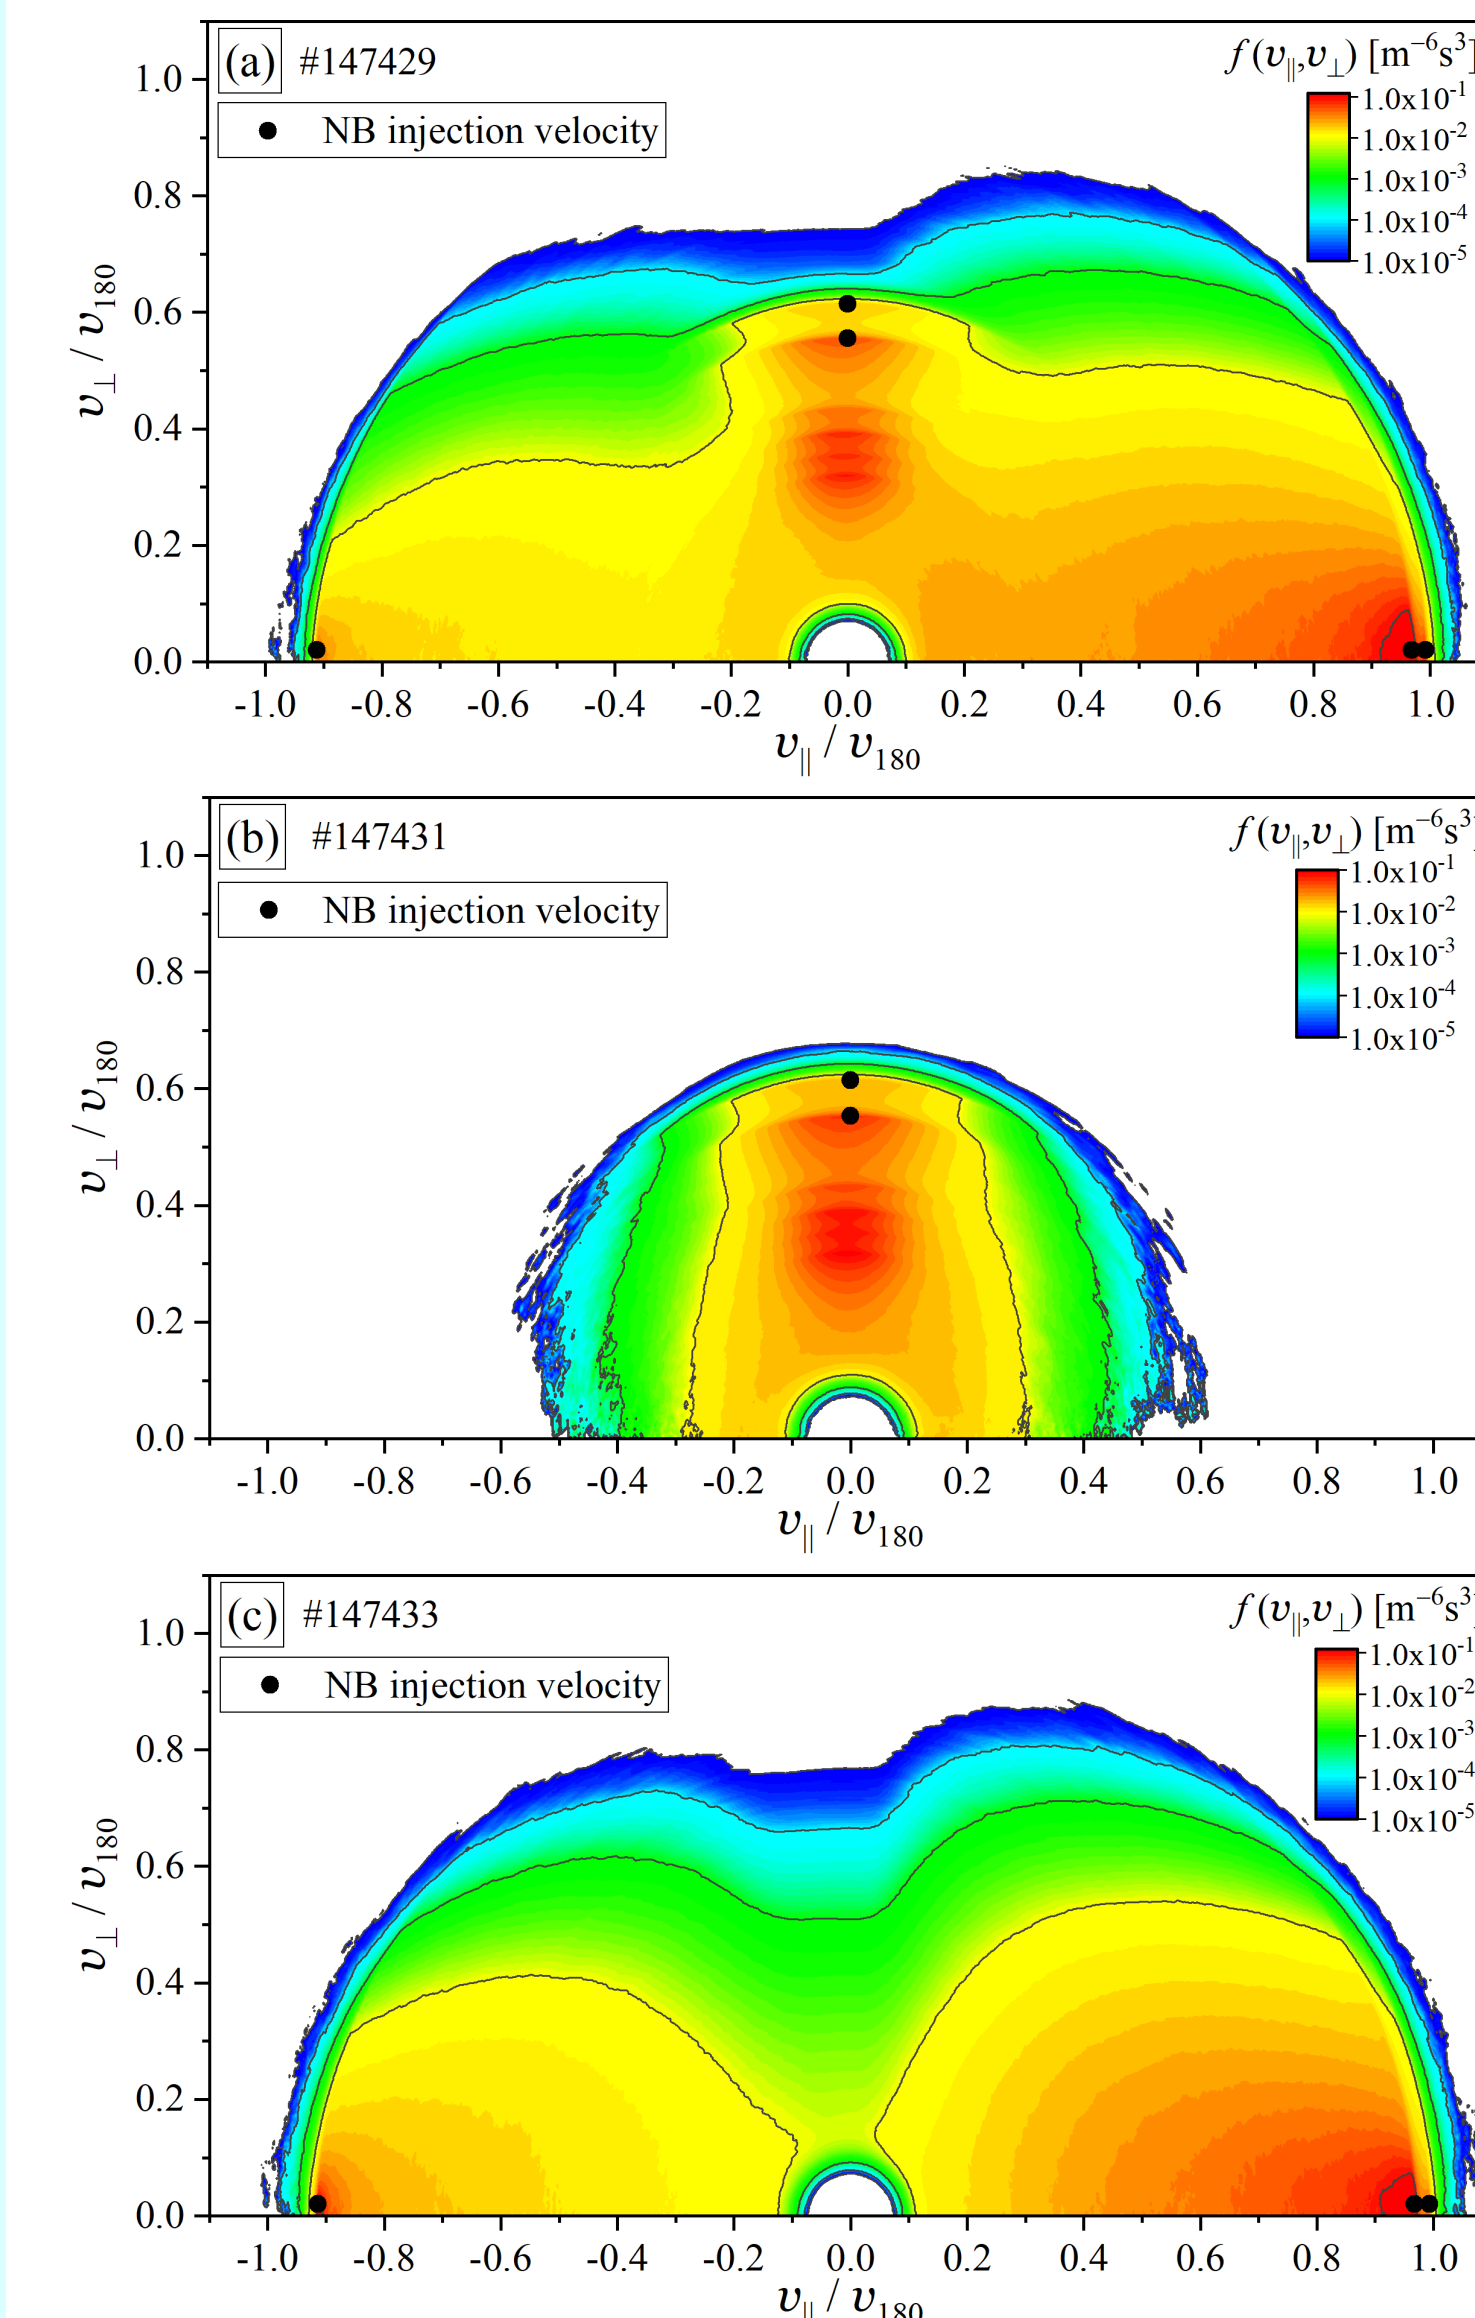 (a) #147429
f (v||,v⊥) [m⁻⁶s³]
NB injection velocity
1.0x10⁻¹
1.0x10⁻²
1.0x10⁻³
1.0x10⁻⁴
1.0x10⁻⁵
1.0
0.8
0.6
0.4
0.2
0.0
v⊥ / v180
-1.0 -0.8 -0.6 -0.4 -0.2 0.0 0.2 0.4 0.6 0.8 1.0
v|| / v180
(b) #147431
f (v||,v⊥) [m⁻⁶s³]
NB injection velocity
1.0x10⁻¹
1.0x10⁻²
1.0x10⁻³
1.0x10⁻⁴
1.0x10⁻⁵
1.0
0.8
0.6
0.4
0.2
0.0
v⊥ / v180
-1.0 -0.8 -0.6 -0.4 -0.2 0.0 0.2 0.4 0.6 0.8 1.0
v|| / v180
(c) #147433
f (v||,v⊥) [m⁻⁶s³]
NB injection velocity
1.0x10⁻¹
1.0x10⁻²
1.0x10⁻³
1.0x10⁻⁴
1.0x10⁻⁵
1.0
0.8
0.6
0.4
0.2
0.0
v⊥ / v180
-1.0 -0.8 -0.6 -0.4 -0.2 0.0 0.2 0.4 0.6 0.8 1.0
v|| / v180